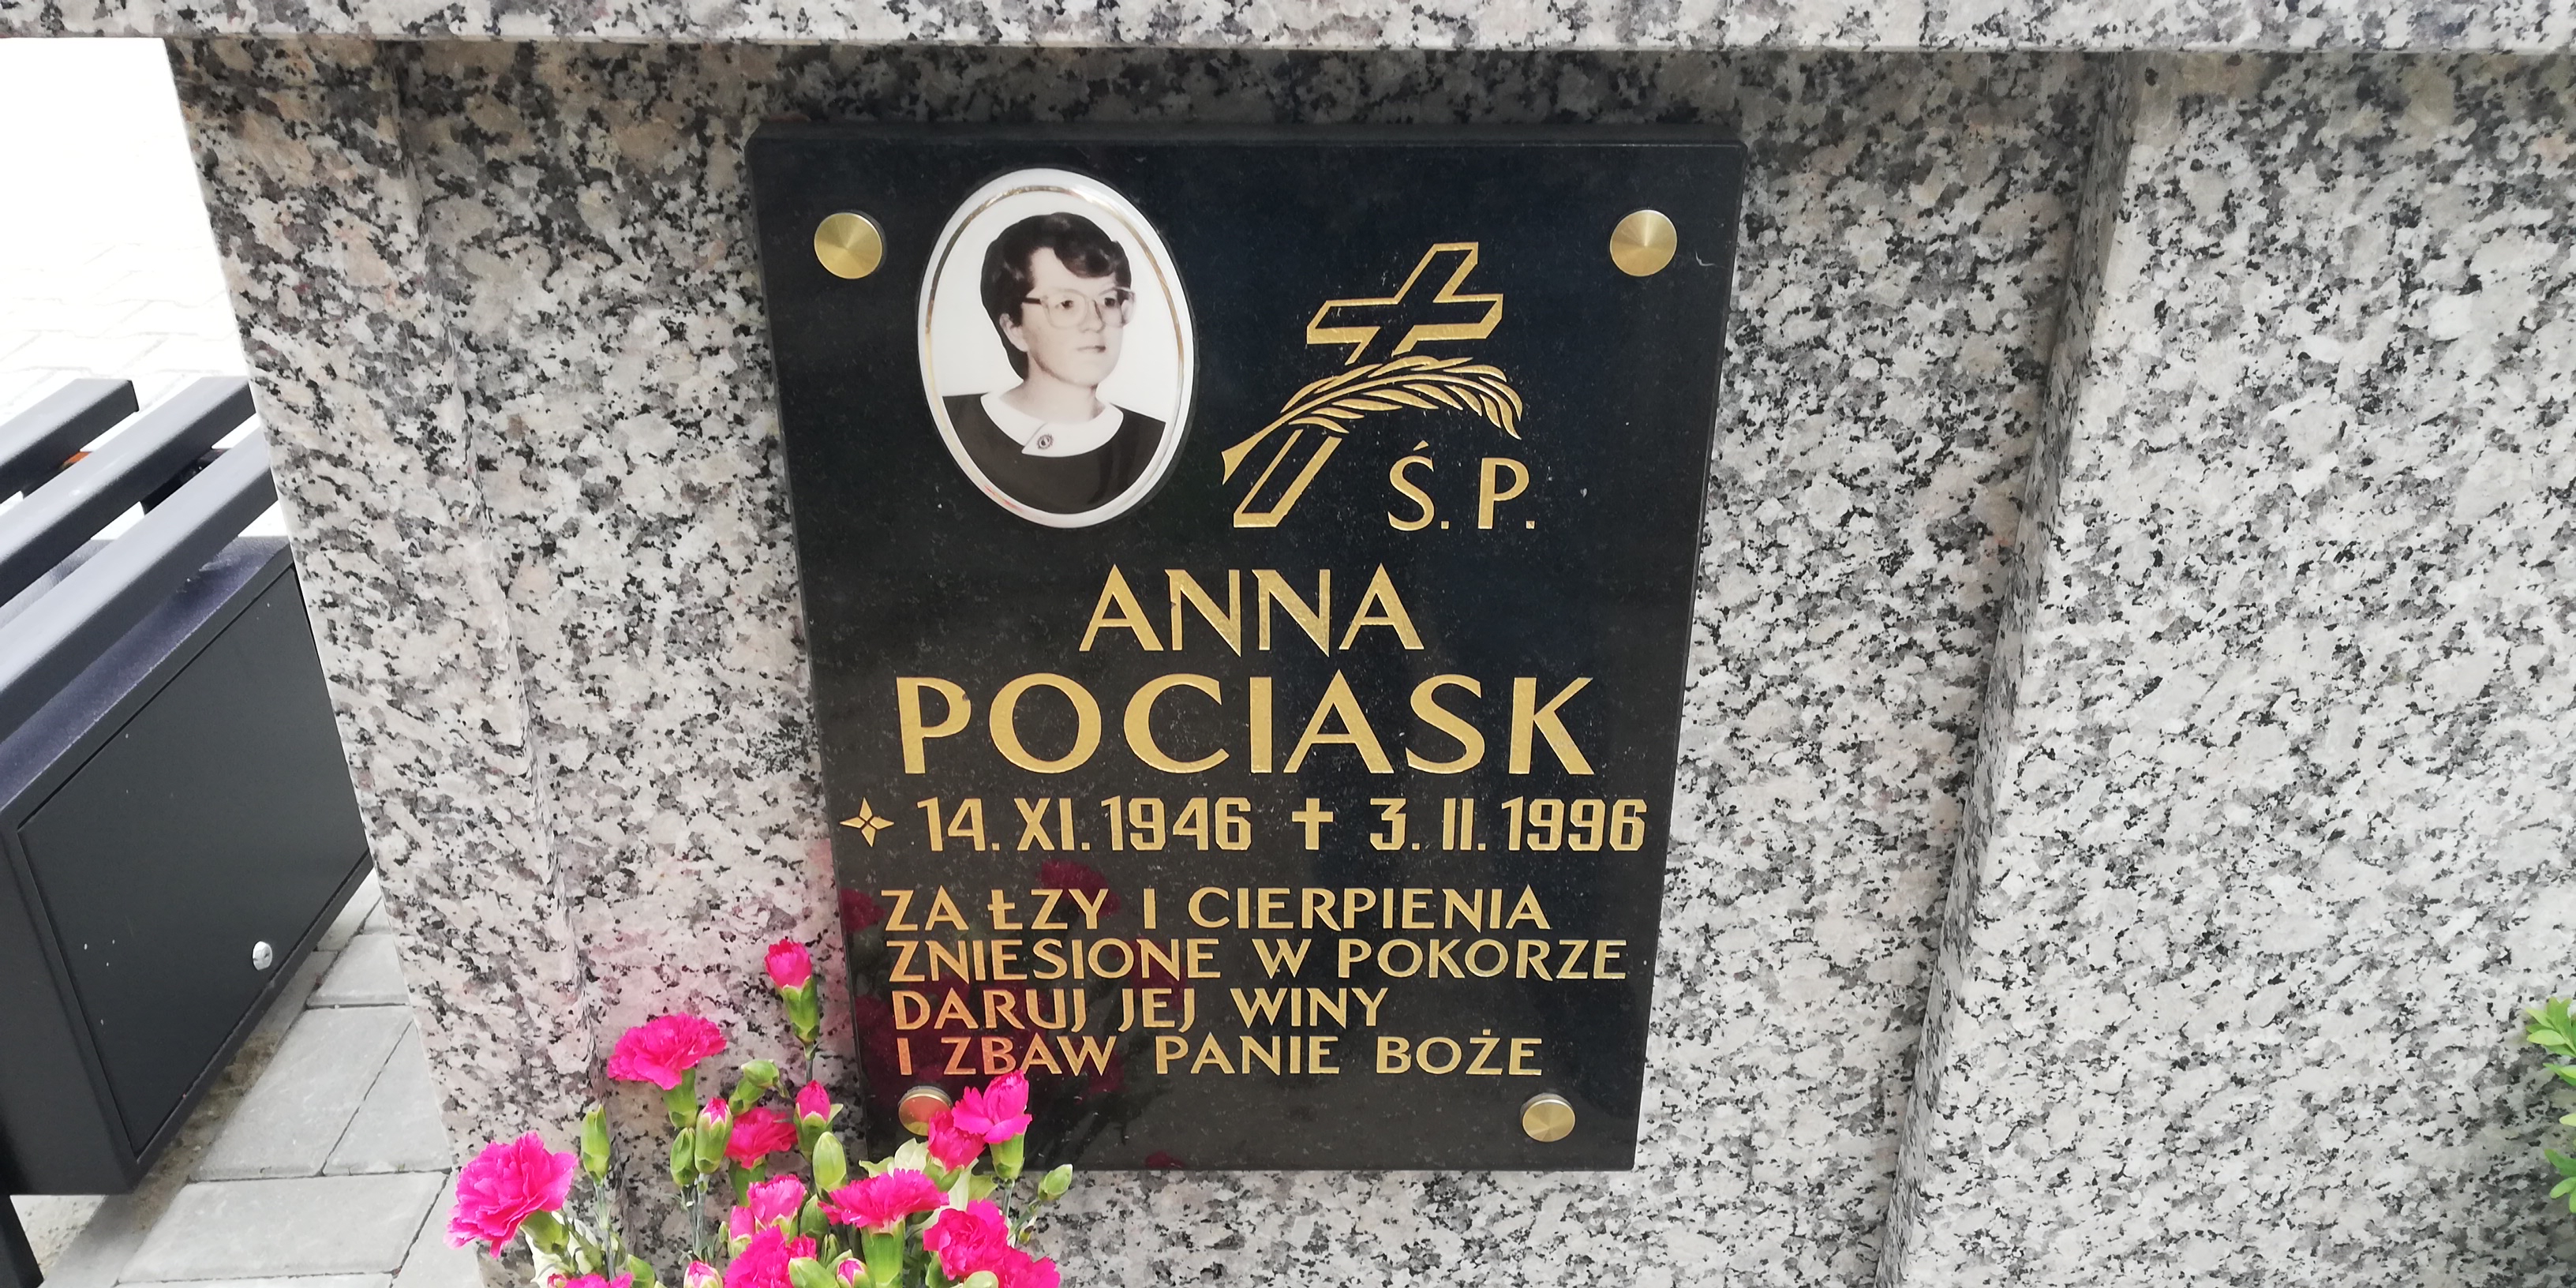 Ś. P.
ANNA
POCIASK
14. XI. 1946 ✝ 3. II. 1996
ZA ŁZY I CIERPIENIA
ZNIESIONE W POKORZE
DARUJ JEJ WINY
I ZBAW PANIE BOŻE